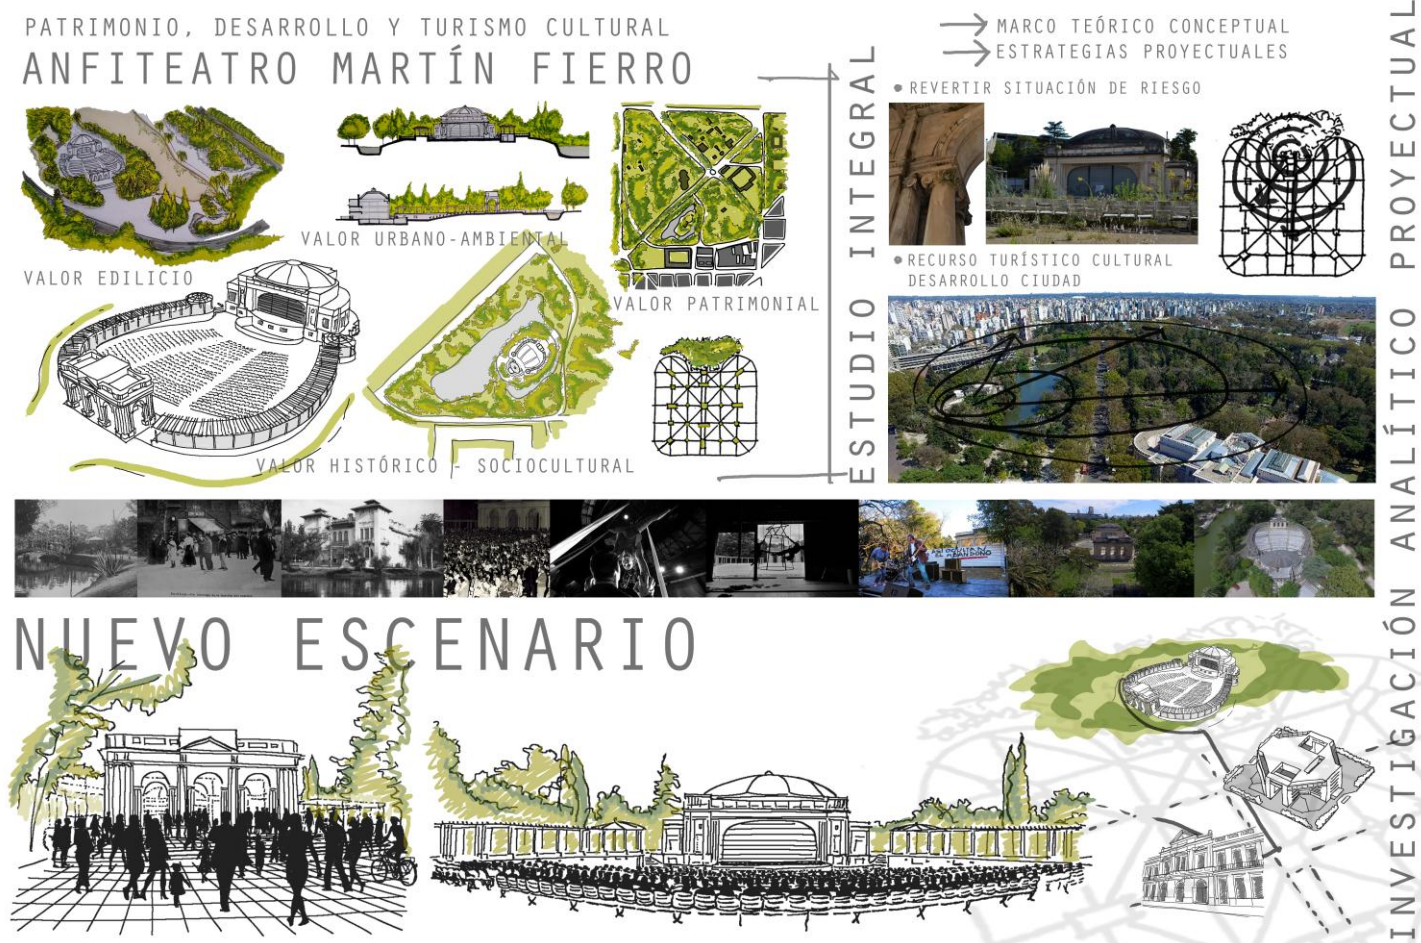 PATRIMONIO, DESARROLLO Y TURISMO CULTURAL
ANFITEATRO MARTÍN FIERRO
VALOR URBANO-AMBIENTAL
VALOR EDILICIO
VALOR PATRIMONIAL
VALOR HISTÓRICO - SOCIOCULTURAL
ESTUDIO INTEGRAL
MARCO TEÓRICO CONCEPTUAL
ESTRATEGIAS PROYECTUALES
• REVERTIR SITUACIÓN DE RIESGO
• RECURSO TURÍSTICO CULTURAL
DESARROLLO CIUDAD
INVESTIGACIÓN ANALÍTICO PROYECTUAL
EL ABANDONO
NUEVO ESCENARIO